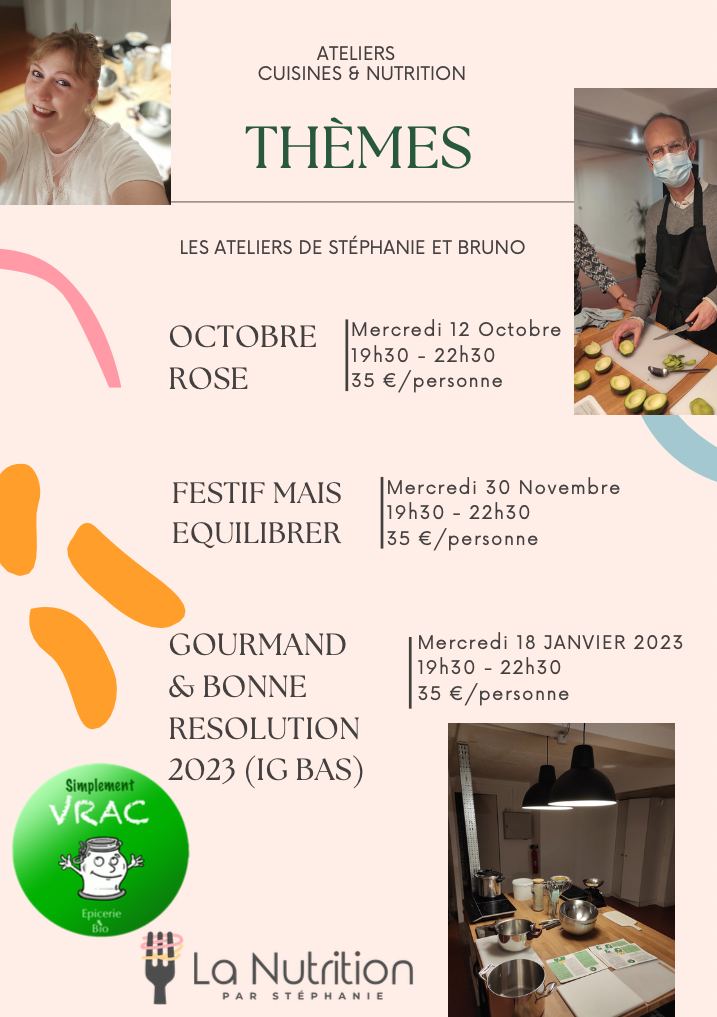 ATELIERS
CUISINES & NUTRITION
THÈMES
LES ATELIERS DE STÉPHANIE ET BRUNO
OCTOBRE
ROSE
Mercredi 12 Octobre
19h30 - 22h30
35 €/personne
FESTIF MAIS
EQUILIBRER
Mercredi 30 Novembre
19h30 - 22h30
35 €/personne
GOURMAND
& BONNE
RESOLUTION
2023 (IG BAS)
Mercredi 18 JANVIER 2023
19h30 - 22h30
35 €/personne
Simplement
VRAC
Epicerie
Bio
La Nutrition
PAR STÉPHANIE